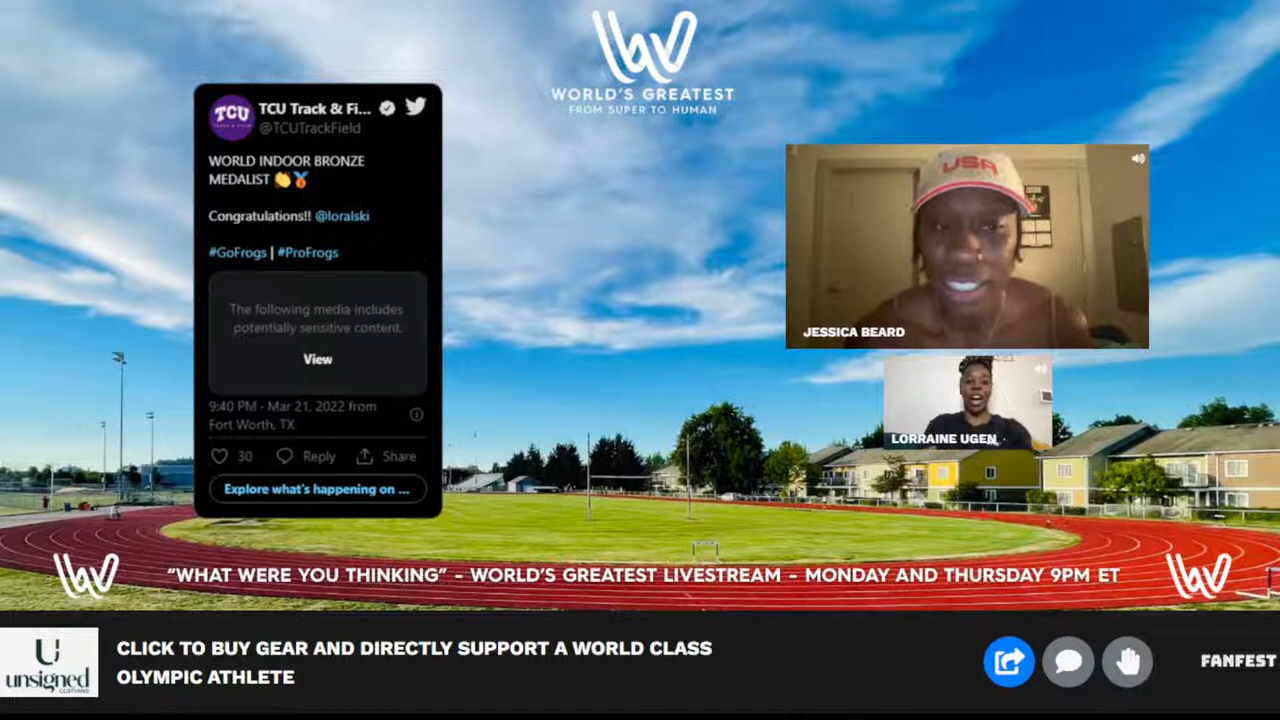 WORLD'S GREATEST
FROM SUPER TO HUMAN
TCU
TCU Track & Fi...
@TCUTrackField
WORLD INDOOR BRONZE
MEDALIST 👏🥉
Congratulations!! @loralski
#GoFrogs | #ProFrogs
The following media includes
potentially sensitive content.
View
9:40 PM · Mar 21, 2022 from
Fort Worth, TX
30 Reply Share
Explore what's happening on ...
USA
JESSICA BEARD
LORRAINE UGEN
"WHAT WERE YOU THINKING" - WORLD'S GREATEST LIVESTREAM - MONDAY AND THURSDAY 9PM ET
U
unsigned
CLOTHING
CLICK TO BUY GEAR AND DIRECTLY SUPPORT A WORLD CLASS
OLYMPIC ATHLETE
FANFEST